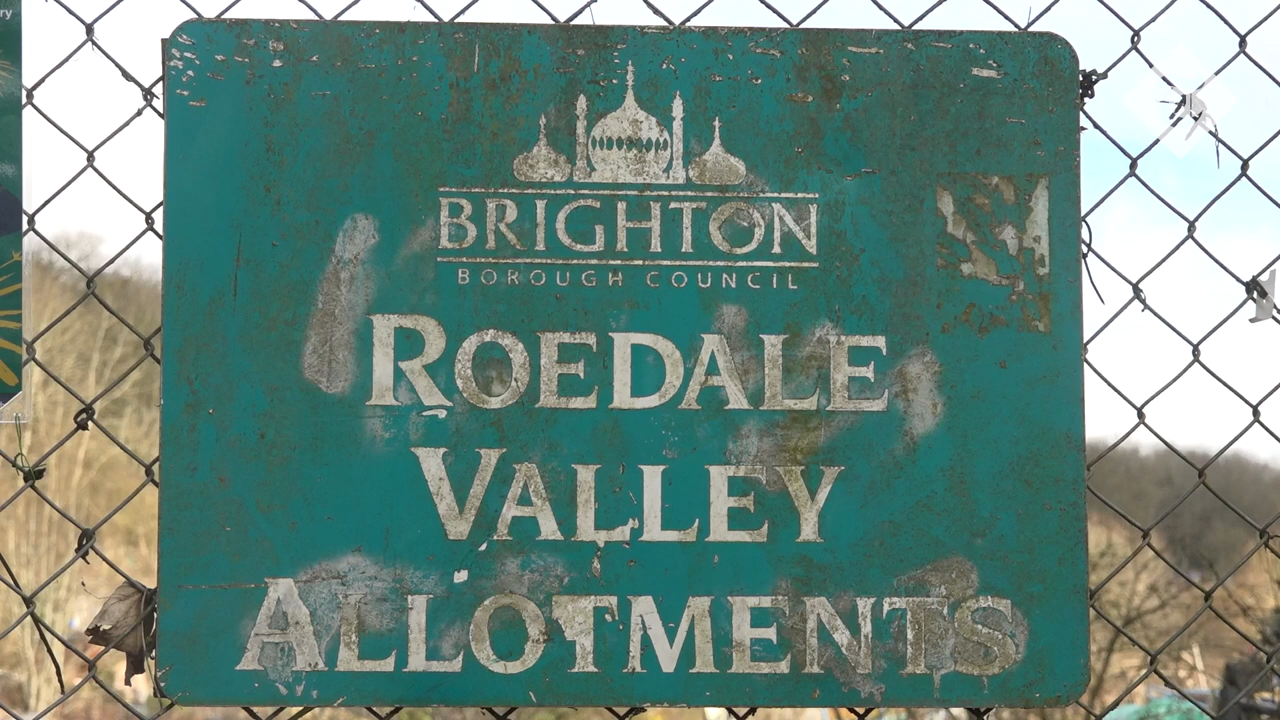 BRIGHTON
BOROUGH COUNCIL
ROEDALE
VALLEY
ALLOTMENTS